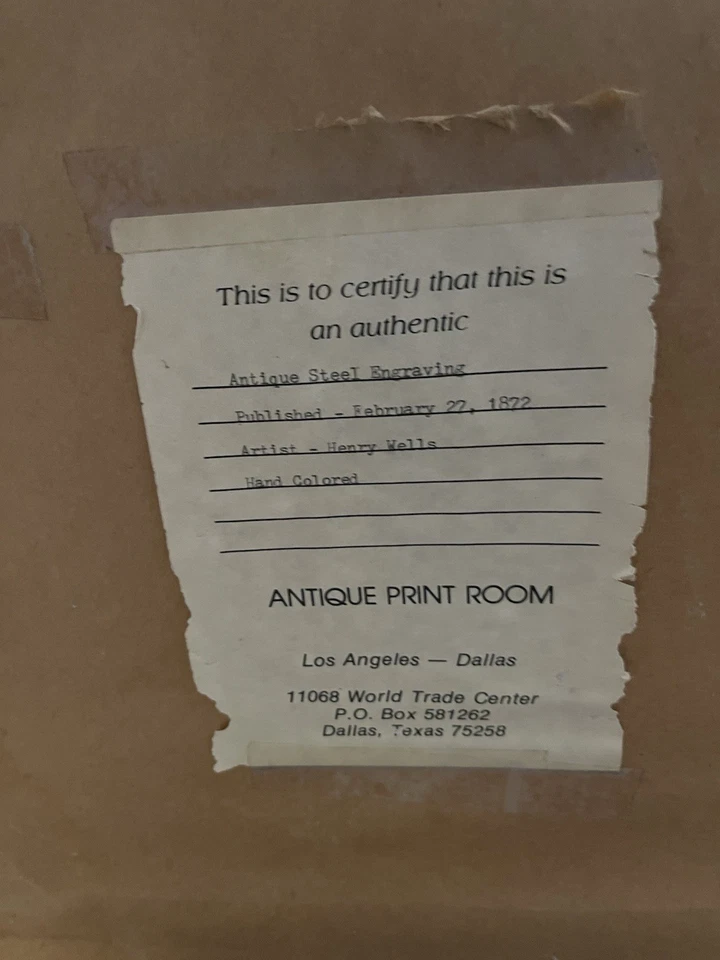 This is to certify that this is
an authentic
Antique Steel Engraving
Published - February 27, 1872
Artist - Henry Wells
Hand Colored
ANTIQUE PRINT ROOM
Los Angeles — Dallas
11068 World Trade Center
P.O. Box 581262
Dallas, Texas 75258